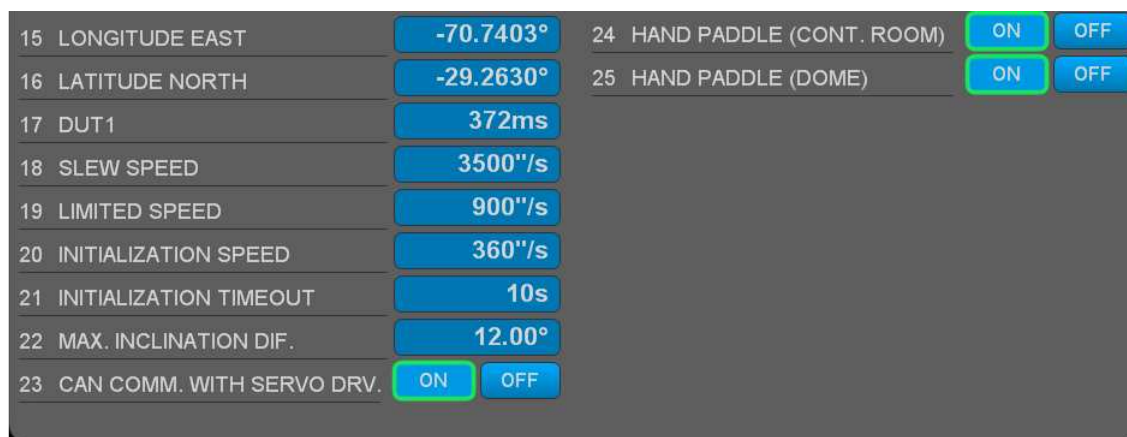 15 LONGITUDE EAST -70.7403°
16 LATITUDE NORTH -29.2630°
17 DUT1 372ms
18 SLEW SPEED 3500"/s
19 LIMITED SPEED 900"/s
20 INITIALIZATION SPEED 360"/s
21 INITIALIZATION TIMEOUT 10s
22 MAX. INCLINATION DIF. 12.00°
23 CAN COMM. WITH SERVO DRV. ON OFF
24 HAND PADDLE (CONT. ROOM) ON OFF
25 HAND PADDLE (DOME) ON OFF